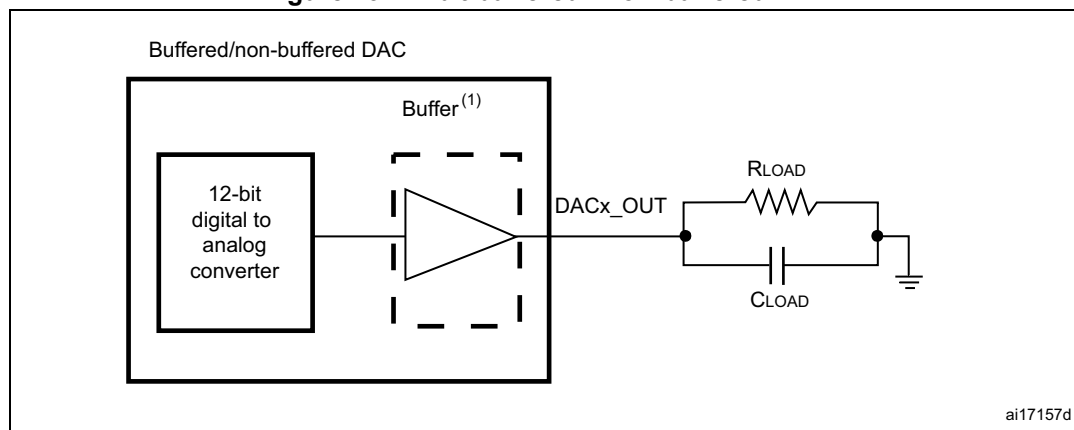 Buffered/non-buffered DAC
Buffer(1)
12-bit
digital to
analog
converter
DACx_OUT
RLOAD
CLOAD
ai17157d